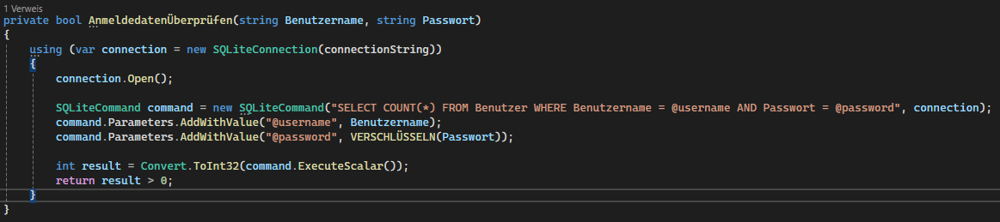 1 Verweis
private bool AnmeldedatenÜberprüfen(string Benutzername, string Passwort)
{
using (var connection = new SQLiteConnection(connectionString))
{
connection.Open();
SQLiteCommand command = new SQLiteCommand("SELECT COUNT(*) FROM Benutzer WHERE Benutzername = @username AND Passwort = @password", connection);
command.Parameters.AddWithValue("@username", Benutzername);
command.Parameters.AddWithValue("@password", VERSCHLÜSSELN(Passwort));
int result = Convert.ToInt32(command.ExecuteScalar());
return result > 0;
}
}